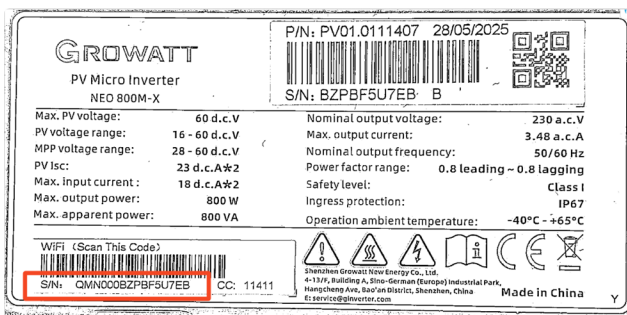 GROWATT
PV Micro Inverter
NEO 800M-X
P/N: PV01.0111407 28/05/2025
S/N: BZPBF5U7EB B
Max. PV voltage: 60 d.c.V
PV voltage range: 16 - 60 d.c.V
MPP voltage range: 28 - 60 d.c.V
PV Isc: 23 d.c.A*2
Max. input current : 18 d.c.A*2
Max. output power: 800 W
Max. apparent power: 800 VA
Nominal output voltage: 230 a.c.V
Max. output current: 3.48 a.c.A
Nominal output frequency: 50/60 Hz
Power factor range: 0.8 leading ~ 0.8 lagging
Safety level: Class I
Ingress protection: IP67
Operation ambient temperature: -40°C - +65°C
WiFi (Scan This Code)
S/N: QMN000BZPBF5U7EB CC: 11411
Shenzhen Growatt New Energy Co., Ltd.
4-13/F, Building A, Sino-German (Europe) Industrial Park,
Hangcheng Ave, Bao'an District, Shenzhen, China
E: service@ginverter.com
Made in China
Y